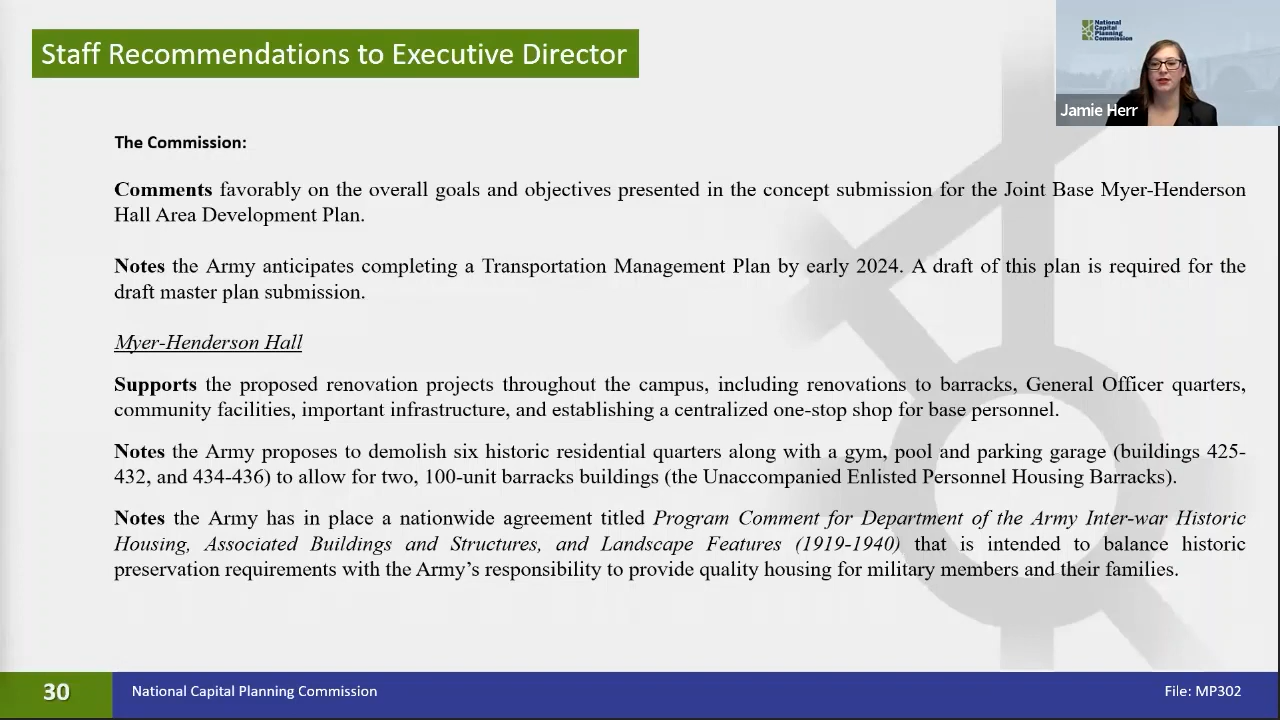 Staff Recommendations to Executive Director
National
Capital
Planning
Commission
Jamie Herr
The Commission:
Comments favorably on the overall goals and objectives presented in the concept submission for the Joint Base Myer-Henderson
Hall Area Development Plan.
Notes the Army anticipates completing a Transportation Management Plan by early 2024. A draft of this plan is required for the
draft master plan submission.
Myer-Henderson Hall
Supports the proposed renovation projects throughout the campus, including renovations to barracks, General Officer quarters,
community facilities, important infrastructure, and establishing a centralized one-stop shop for base personnel.
Notes the Army proposes to demolish six historic residential quarters along with a gym, pool and parking garage (buildings 425-
432, and 434-436) to allow for two, 100-unit barracks buildings (the Unaccompanied Enlisted Personnel Housing Barracks).
Notes the Army has in place a nationwide agreement titled Program Comment for Department of the Army Inter-war Historic
Housing, Associated Buildings and Structures, and Landscape Features (1919-1940) that is intended to balance historic
preservation requirements with the Army’s responsibility to provide quality housing for military members and their families.
30
National Capital Planning Commission
File: MP302